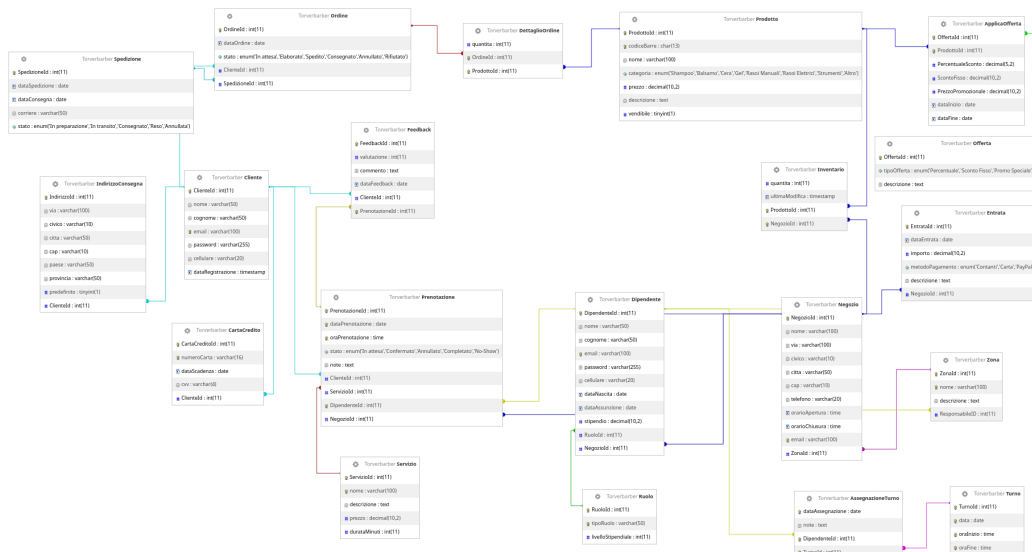 Torverbarber Ordine
OrdineId : int(11)
dataOrdine : date
stato : enum('In attesa','Elaborato','Spedito','Consegnato','Annullato','Rifiutato')
ClienteId : int(11)
SpedizioneId : int(11)
Torverbarber DettaglioOrdine
quantita : int(11)
OrdineId : int(11)
ProdottoId : int(11)
Torverbarber Prodotto
ProdottoId : int(11)
codiceBarre : char(13)
nome : varchar(100)
categoria : enum('Shampoo','Balsamo','Cera','Gel','Rasoi Manuali','Rasoi Elettrici','Strumenti','Altro')
prezzo : decimal(10,2)
descrizione : text
vendibile : tinyint(1)
Torverbarber ApplicaOfferta
OffertaId : int(11)
ProdottoId : int(11)
PercentualeSconto : decimal(5,2)
ScontoFisso : decimal(10,2)
PrezzoPromozionale : decimal(10,2)
dataInizio : date
dataFine : date
Torverbarber Spedizione
SpedizioneId : int(11)
dataSpedizione : date
dataConsegna : date
corriere : varchar(50)
stato : enum('In preparazione','In transito','Consegnato','Reso','Annullata')
Torverbarber Feedback
FeedbackId : int(11)
valutazione : int(11)
commento : text
dataFeedback : date
ClienteId : int(11)
PrenotazioneId : int(11)
Torverbarber Offerta
OffertaId : int(11)
tipoOfferta : enum('Percentuale','Sconto Fisso','Promo Speciale'
descrizione : text
Torverbarber Inventario
quantita : int(11)
ultimaModifica : timestamp
ProdottoId : int(11)
NegozioId : int(11)
Torverbarber IndirizzoConsegna
IndirizzoId : int(11)
via : varchar(100)
civico : varchar(10)
citta : varchar(50)
cap : varchar(10)
paese : varchar(50)
provincia : varchar(50)
predefinito : tinyint(1)
ClienteId : int(11)
Torverbarber Cliente
ClienteId : int(11)
nome : varchar(50)
cognome : varchar(50)
email : varchar(100)
password : varchar(255)
cellulare : varchar(20)
dataRegistrazione : timestamp
Torverbarber Entrata
EntrataId : int(11)
dataEntrata : date
importo : decimal(10,2)
metodoPagamento : enum('Contanti','Carta','PayPal
descrizione : text
NegozioId : int(11)
Torverbarber Prenotazione
PrenotazioneId : int(11)
dataPrenotazione : date
oraPrenotazione : time
stato : enum('In attesa','Confermato','Annullato','Completato','No-Show')
note : text
ClienteId : int(11)
ServizioId : int(11)
DipendenteId : int(11)
NegozioId : int(11)
Torverbarber Dipendente
DipendenteId : int(11)
nome : varchar(50)
cognome : varchar(50)
email : varchar(100)
password : varchar(255)
cellulare : varchar(20)
dataNascita : date
dataAssunzione : date
stipendio : decimal(10,2)
RuoloId : int(11)
NegozioId : int(11)
Torverbarber Negozio
NegozioId : int(11)
nome : varchar(100)
via : varchar(100)
civico : varchar(10)
citta : varchar(50)
cap : varchar(10)
telefono : varchar(20)
orarioApertura : time
orarioChiusura : time
email : varchar(100)
ZonaId : int(11)
Torverbarber CartaCredito
CartaCreditoId : int(11)
numeroCarta : varchar(16)
dataScadenza : date
cvv : varchar(4)
ClienteId : int(11)
Torverbarber Zona
ZonaId : int(11)
nome : varchar(100)
descrizione : text
ResponsabileID : int(11)
Torverbarber Servizio
ServizioId : int(11)
nome : varchar(100)
descrizione : text
prezzo : decimal(10,2)
durataMinuti : int(11)
Torverbarber Ruolo
RuoloId : int(11)
tipoRuolo : varchar(50)
livelloStipendiale : int(11)
Torverbarber AssegnazioneTurno
dataAssegnazione : date
note : text
DipendenteId : int(11)
Torverbarber Turno
TurnoId : int(11)
data : date
oraInizio : time
oraFine : time